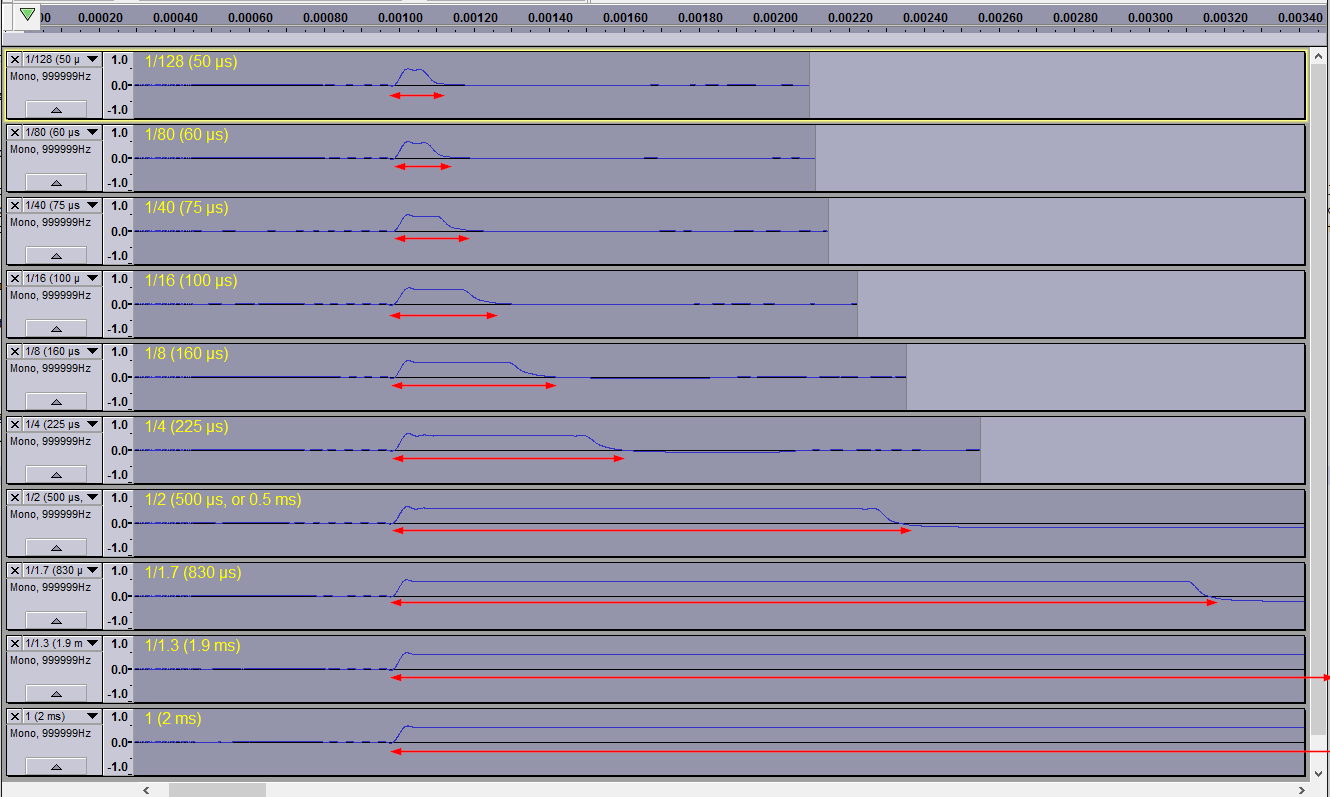 00 0.00020 0.00040 0.00060 0.00080 0.00100 0.00120 0.00140 0.00160 0.00180 0.00200 0.00220 0.00240 0.00260 0.00280 0.00300 0.00320 0.00340
1/128 (50 µ 1.0 1/128 (50 µs)
Mono, 999999Hz 0.0
-1.0
1/80 (60 µs 1.0 1/80 (60 µs)
Mono, 999999Hz 0.0
-1.0
1/40 (75 µs 1.0 1/40 (75 µs)
Mono, 999999Hz 0.0
-1.0
1/16 (100 µ 1.0 1/16 (100 µs)
Mono, 999999Hz 0.0
-1.0
1/8 (160 µs 1.0 1/8 (160 µs)
Mono, 999999Hz 0.0
-1.0
1/4 (225 µs 1.0 1/4 (225 µs)
Mono, 999999Hz 0.0
-1.0
1/2 (500 µs, 1.0 1/2 (500 µs, or 0.5 ms)
Mono, 999999Hz 0.0
-1.0
1/1.7 (830 µ 1.0 1/1.7 (830 µs)
Mono, 999999Hz 0.0
-1.0
1/1.3 (1.9 m 1.0 1/1.3 (1.9 ms)
Mono, 999999Hz 0.0
-1.0
1 (2 ms) 1.0 1 (2 ms)
Mono, 999999Hz 0.0
-1.0